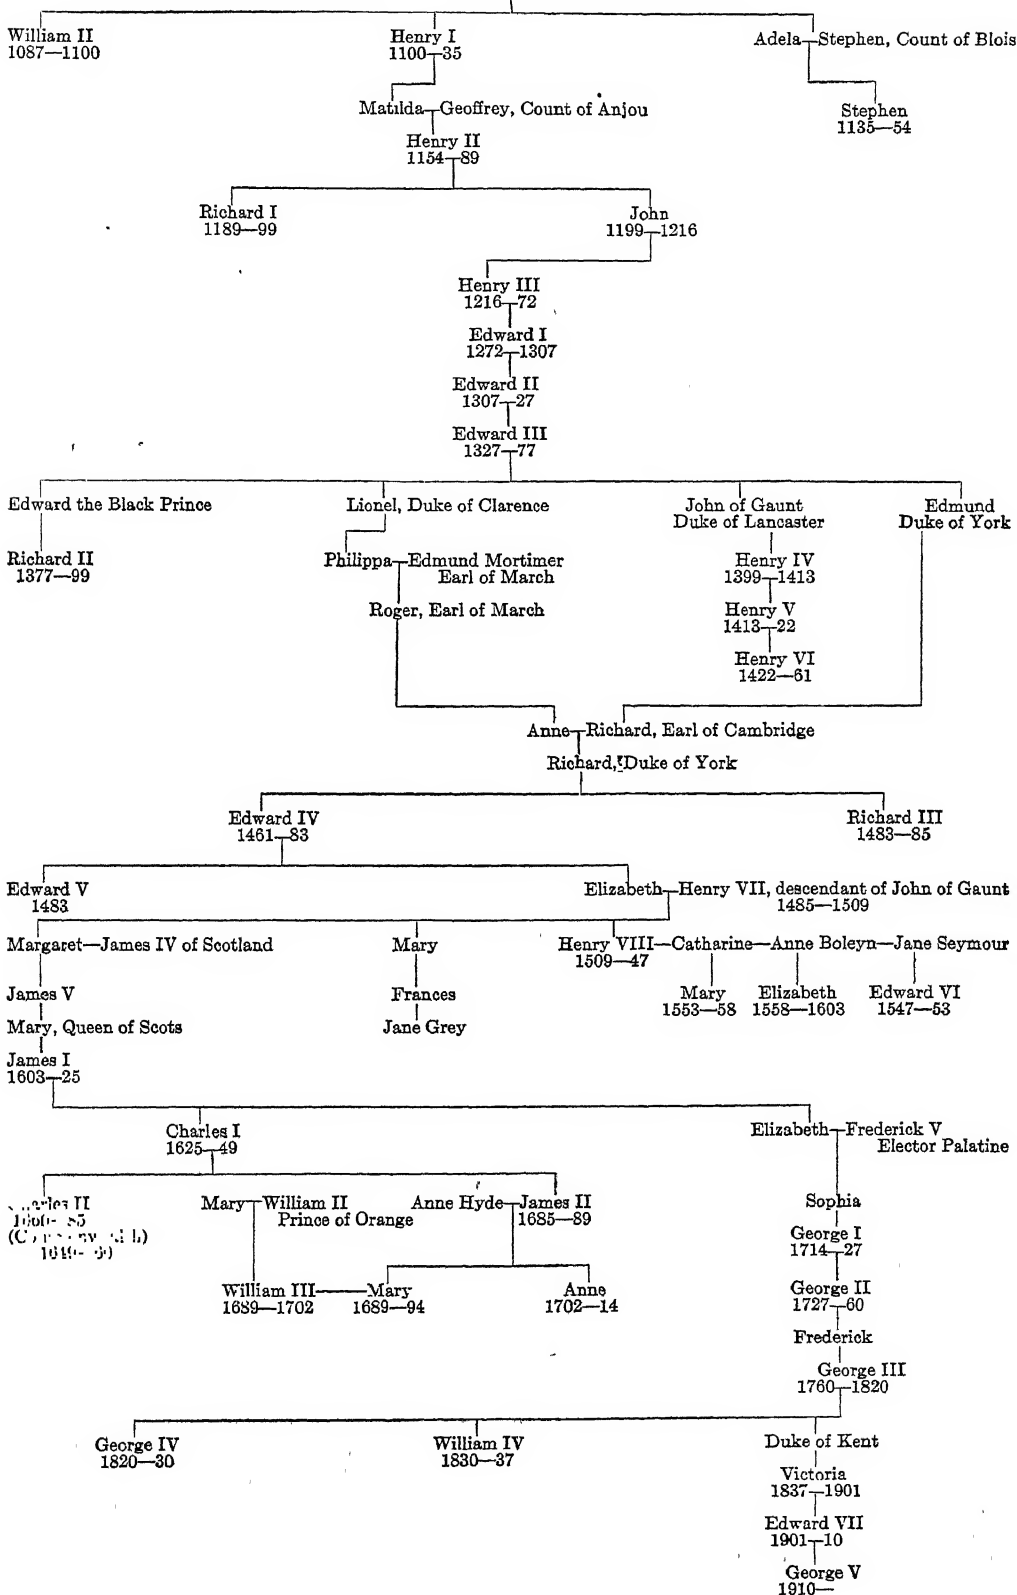 William II Henry I Adela Stephen, Count of Blois
1087—1100 1100—35
Matilda Geoffrey, Count of Anjou Stephen
1135—54
Henry II
1154—89
Richard I John
1189—99 1199—1216
Henry III
1216—72
Edward I
1272—1307
Edward II
1307—27
Edward III
1327—77
Edward the Black Prince Lionel, Duke of Clarence John of Gaunt Edmund
Duke of Lancaster Duke of York
Richard II Philippa Edmund Mortimer Henry IV
1377—99 Earl of March 1399—1413
Roger, Earl of March Henry V
1413—22
Henry VI
1422—61
Anne Richard, Earl of Cambridge
Richard, Duke of York
Edward IV Richard III
1461—83 1483—85
Edward V Elizabeth Henry VII, descendant of John of Gaunt
1483 1485—1509
Margaret—James IV of Scotland Mary Henry VIII—Catharine—Anne Boleyn—Jane Seymour
1509—47
James V Frances Mary Elizabeth Edward VI
1553—58 1558—1603 1547—53
Mary, Queen of Scots Jane Grey
James I
1603—25
Charles I Elizabeth Frederick V
1625—49 Elector Palatine
II Mary William II Anne Hyde James II Sophia
Prince of Orange 1685—89
George I
1714—27
William III—Mary Anne George II
1689—1702 1689—94 1702—14 1727—60
Frederick
George III
1760—1820
George IV William IV Duke of Kent
1820—30 1830—37
Victoria
1837—1901
Edward VII
1901—10
George V
1910—